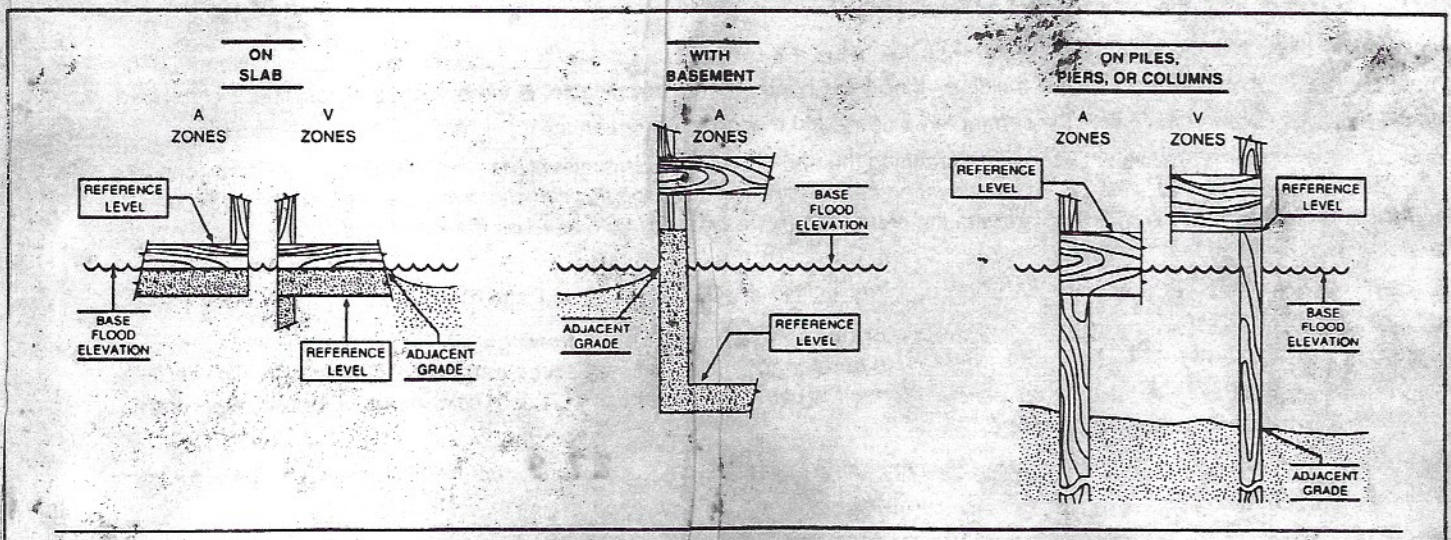 ON
SLAB
A
ZONES
V
ZONES
REFERENCE
LEVEL
BASE
FLOOD
ELEVATION
REFERENCE
LEVEL
ADJACENT
GRADE
WITH
BASEMENT
A
ZONES
BASE
FLOOD
ELEVATION
ADJACENT
GRADE
REFERENCE
LEVEL
ON PILES,
PIERS, OR COLUMNS
A
ZONES
V
ZONES
REFERENCE
LEVEL
REFERENCE
LEVEL
BASE
FLOOD
ELEVATION
ADJACENT
GRADE